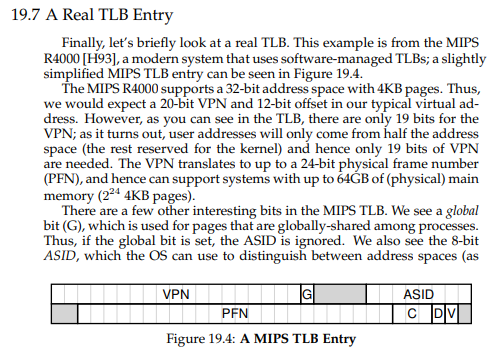 19.7 A Real TLB Entry
Finally, let's briefly look at a real TLB. This example is from the MIPS
R4000 [H93], a modern system that uses software-managed TLBs; a slightly
simplified MIPS TLB entry can be seen in Figure 19.4.
The MIPS R4000 supports a 32-bit address space with 4KB pages. Thus,
we would expect a 20-bit VPN and 12-bit offset in our typical virtual ad-
dress. However, as you can see in the TLB, there are only 19 bits for the
VPN; as it turns out, user addresses will only come from half the address
space (the rest reserved for the kernel) and hence only 19 bits of VPN
are needed. The VPN translates to up to a 24-bit physical frame number
(PFN), and hence can support systems with up to 64GB of (physical) main
memory (2²⁴ 4KB pages).
There are a few other interesting bits in the MIPS TLB. We see a global
bit (G), which is used for pages that are globally-shared among processes.
Thus, if the global bit is set, the ASID is ignored. We also see the 8-bit
ASID, which the OS can use to distinguish between address spaces (as
VPN G ASID
PFN C D V
Figure 19.4: A MIPS TLB Entry